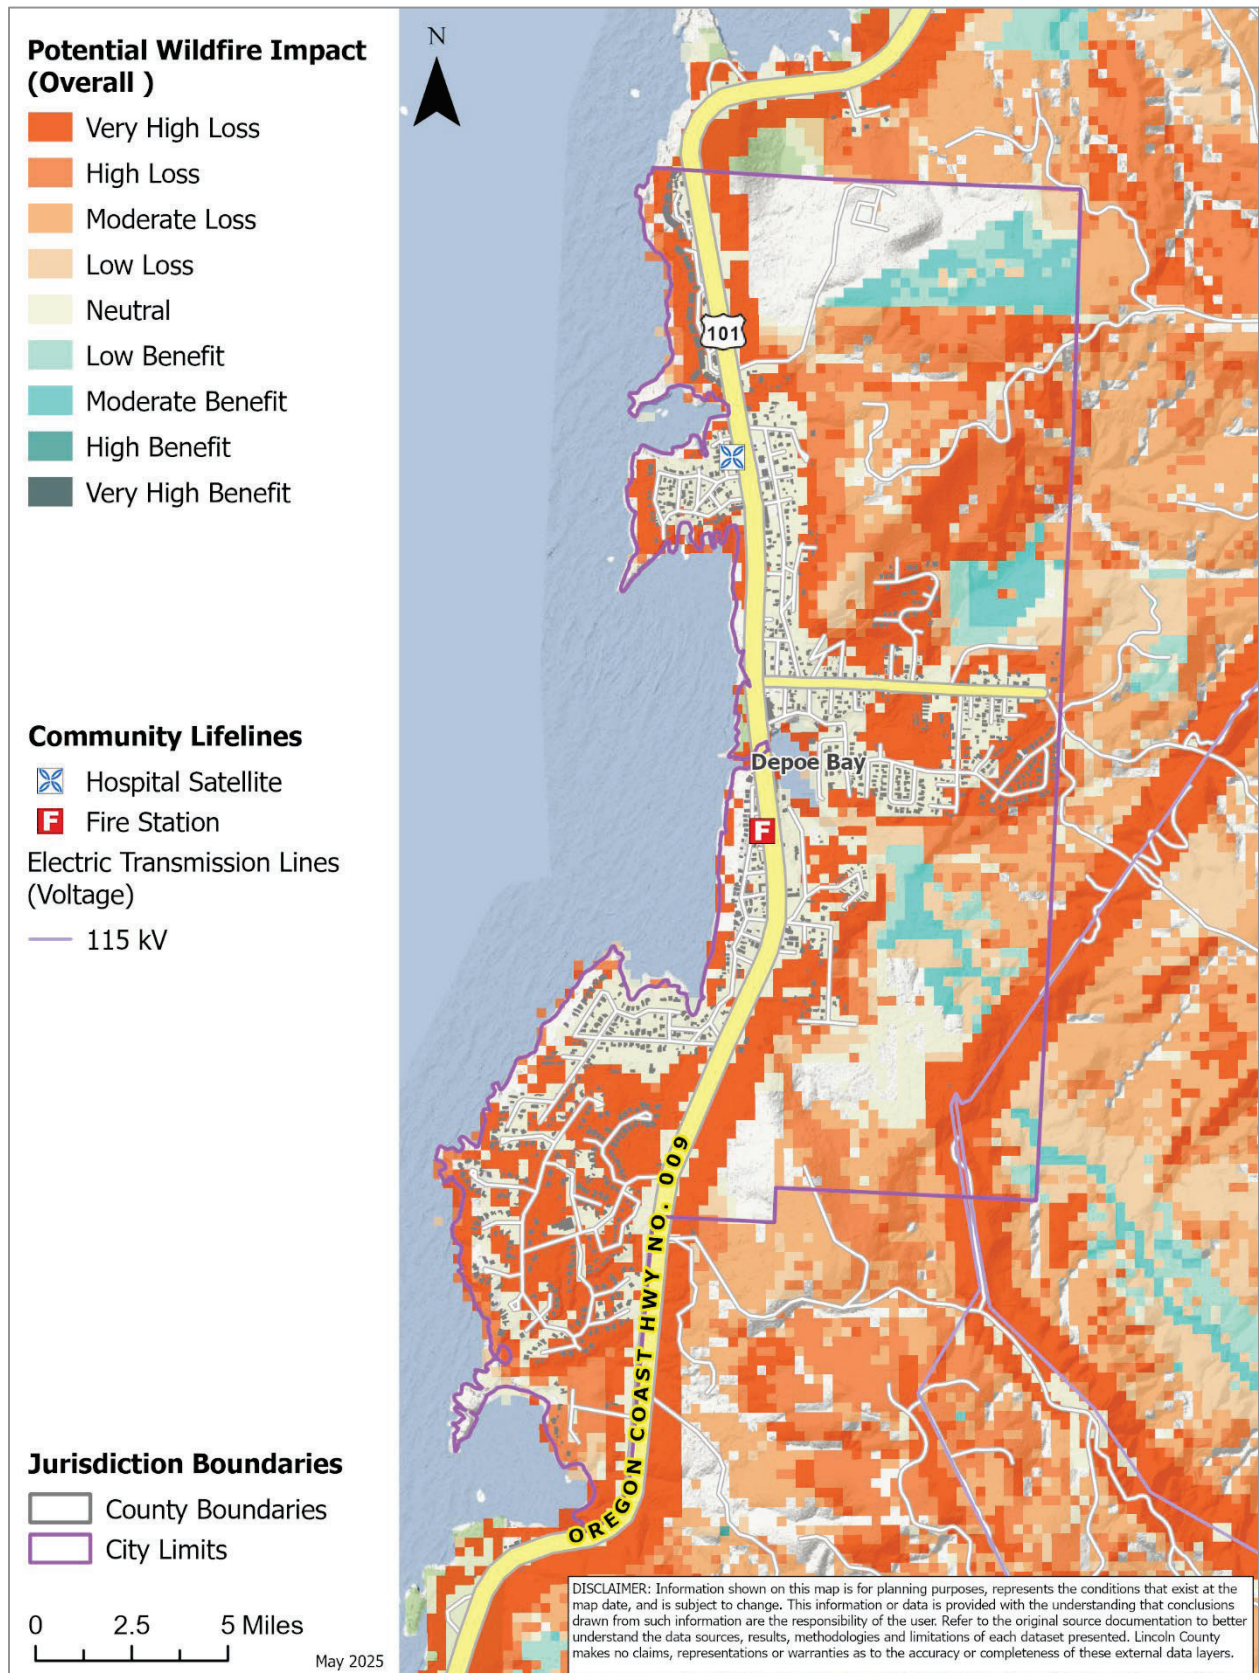 Potential Wildfire Impact
(Overall )
Very High Loss
High Loss
Moderate Loss
Low Loss
Neutral
Low Benefit
Moderate Benefit
High Benefit
Very High Benefit
Community Lifelines
Hospital Satellite
F Fire Station
Electric Transmission Lines
(Voltage)
115 kV
Jurisdiction Boundaries
County Boundaries
City Limits
0 2.5 5 Miles
May 2025
N
101
Depoe Bay
F
OREGON COAST HWY NO. 009
DISCLAIMER: Information shown on this map is for planning purposes, represents the conditions that exist at the
map date, and is subject to change. This information or data is provided with the understanding that conclusions
drawn from such information are the responsibility of the user. Refer to the original source documentation to better
understand the data sources, results, methodologies and limitations of each dataset presented. Lincoln County
makes no claims, representations or warranties as to the accuracy or completeness of these external data layers.